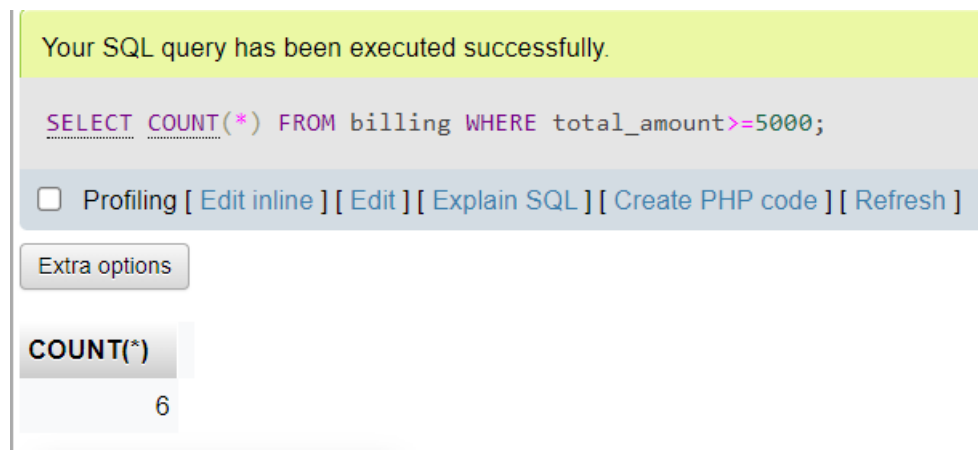 Your SQL query has been executed successfully.
SELECT COUNT(*) FROM billing WHERE total_amount>=5000;
Profiling [ Edit inline ] [ Edit ] [ Explain SQL ] [ Create PHP code ] [ Refresh ]
Extra options
COUNT(*)
6